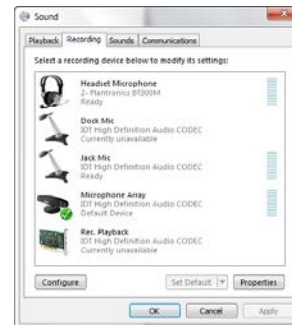 Sound
Playback Recording Sounds Communications
Select a recording device below to modify its settings:
Headset Microphone
2- Plantronics BT300M
Ready
Dock Mic
IDT High Definition Audio CODEC
Currently unavailable
Jack Mic
IDT High Definition Audio CODEC
Ready
Microphone Array
IDT High Definition Audio CODEC
Default Device
Rec. Playback
IDT High Definition Audio CODEC
Currently unavailable
Configure Set Default Properties
OK Cancel Apply